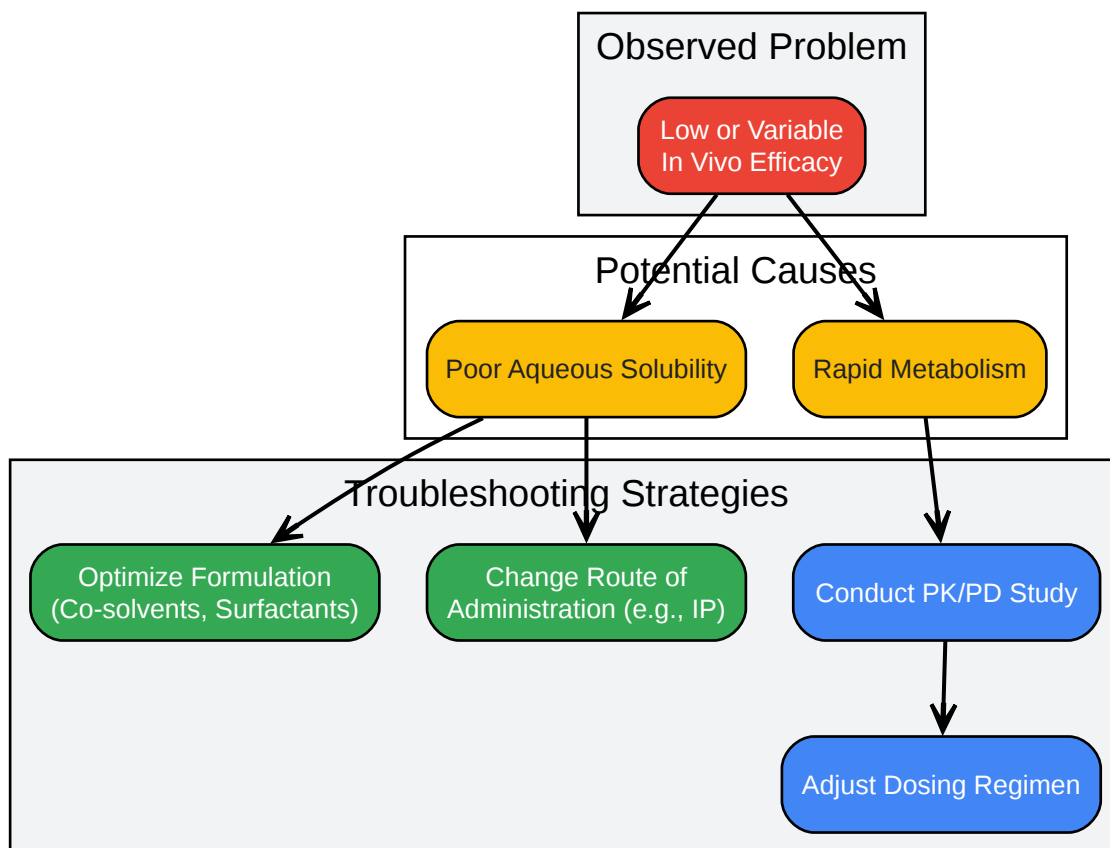 Observed Problem
Low or Variable
In Vivo Efficacy
Potential Causes
Poor Aqueous Solubility
Rapid Metabolism
Troubleshooting Strategies
Optimize Formulation
(Co-solvents, Surfactants)
Change Route of
Administration (e.g., IP)
Conduct PK/PD Study
Adjust Dosing Regimen